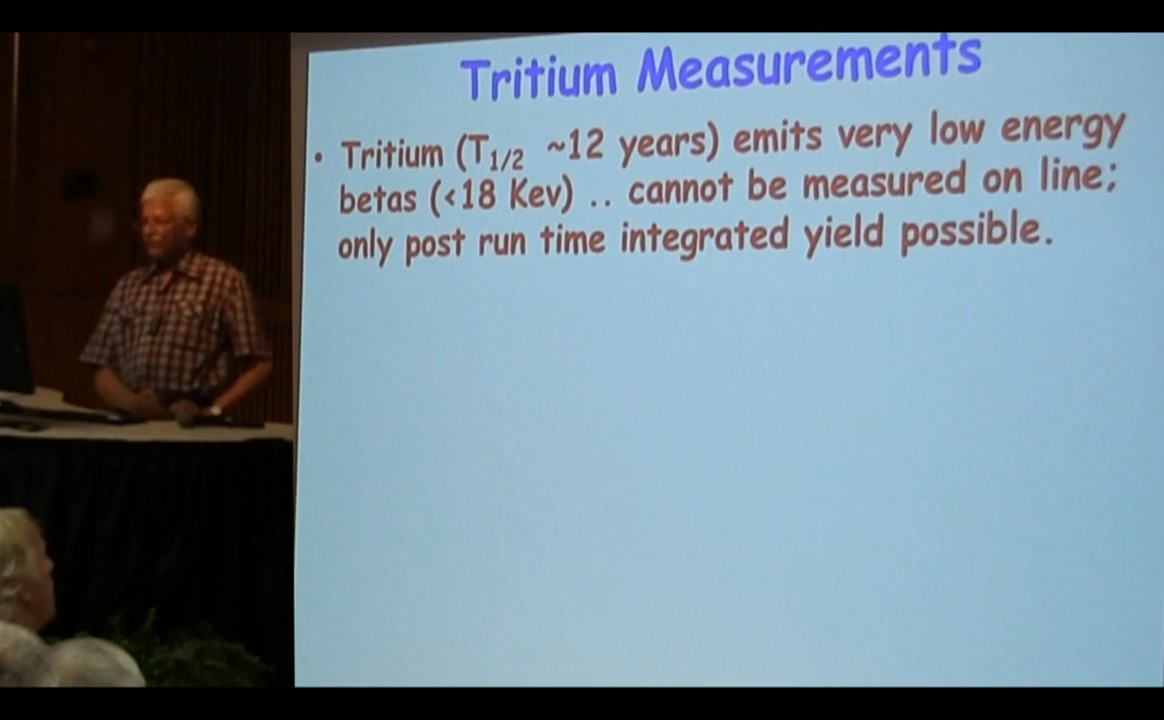 Tritium Measurements
• Tritium (T1/2 ~12 years) emits very low energy
betas (<18 Kev) .. cannot be measured on line;
only post run time integrated yield possible.